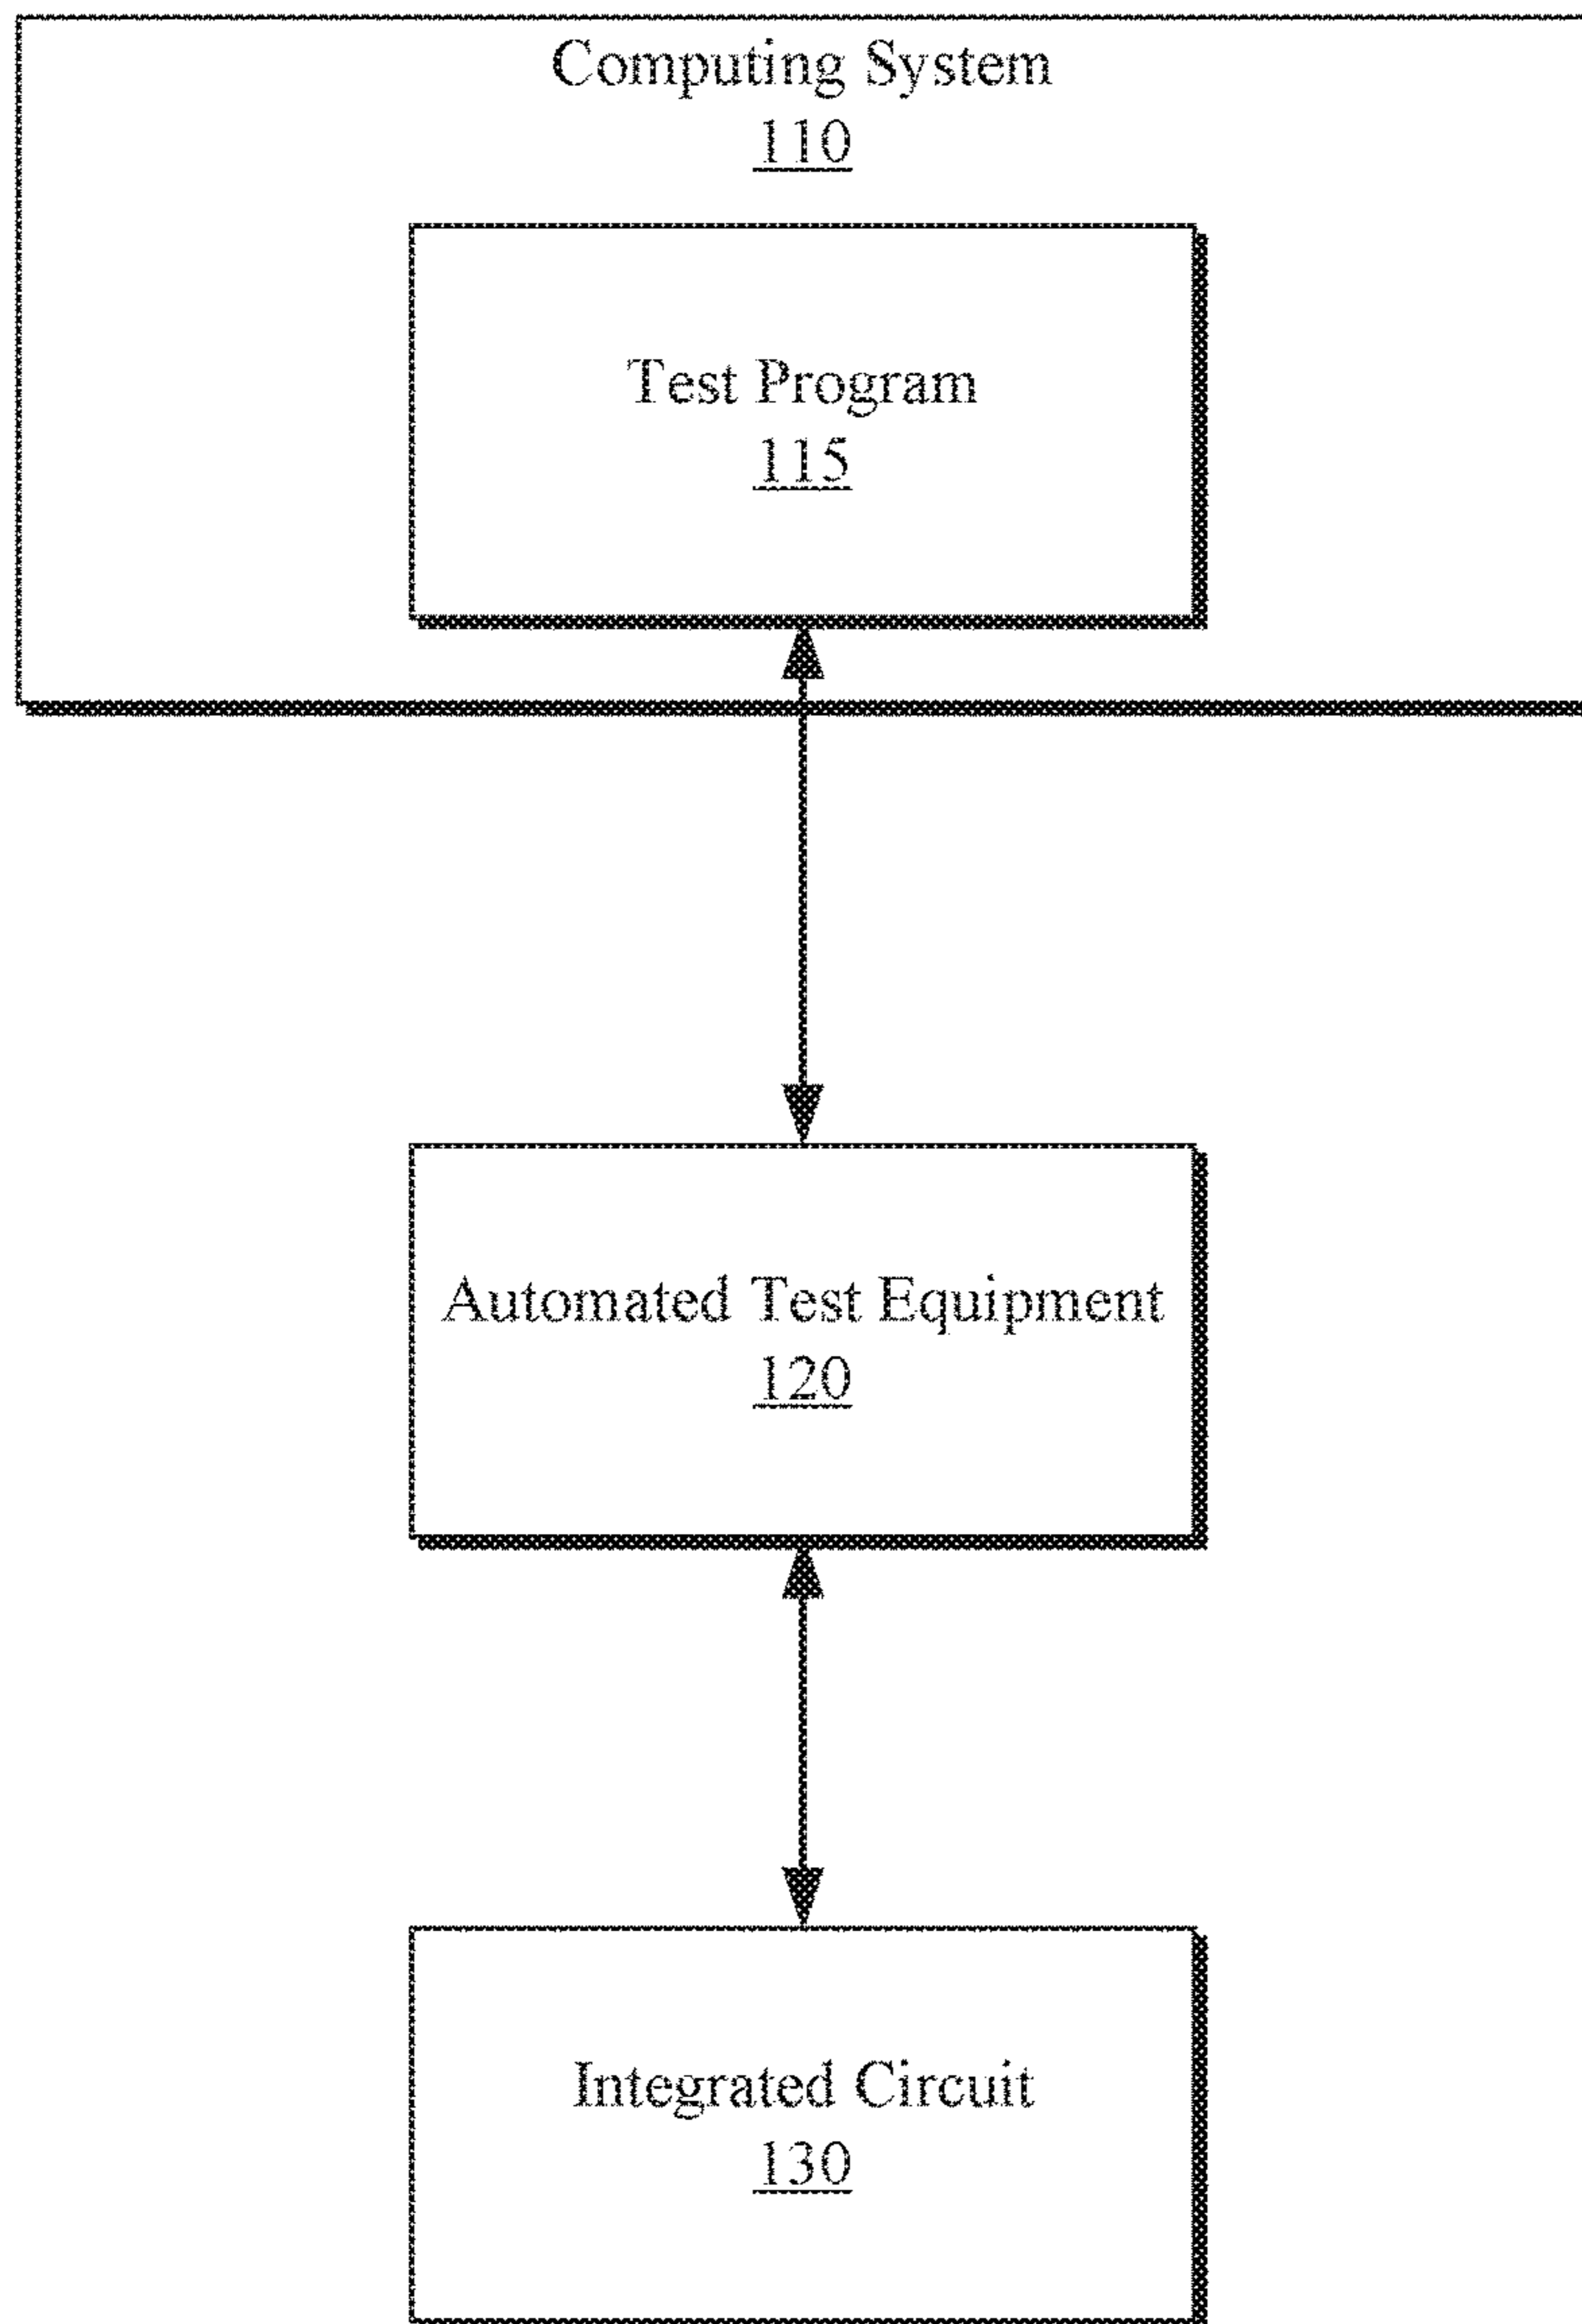 Computing System
110
Test Program
115
Automated Test Equipment
120
Integrated Circuit
130